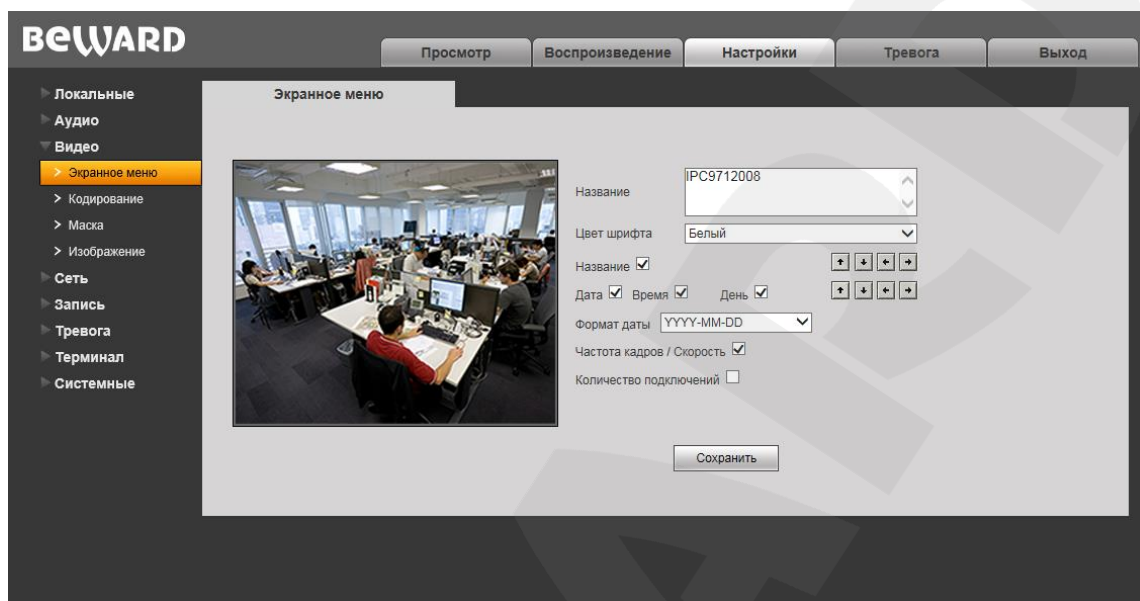 BEWARD
Просмотр Воспроизведение Настройки Тревога Выход
Локальные
Аудио
Видео
> Экранное меню
> Кодирование
> Маска
> Изображение
Сеть
Запись
Тревога
Терминал
Системные
Экранное меню
Название IPC9712008
Цвет шрифта Белый
Название
Дата Время День
Формат даты YYYY-MM-DD
Частота кадров / Скорость
Количество подключений
Сохранить